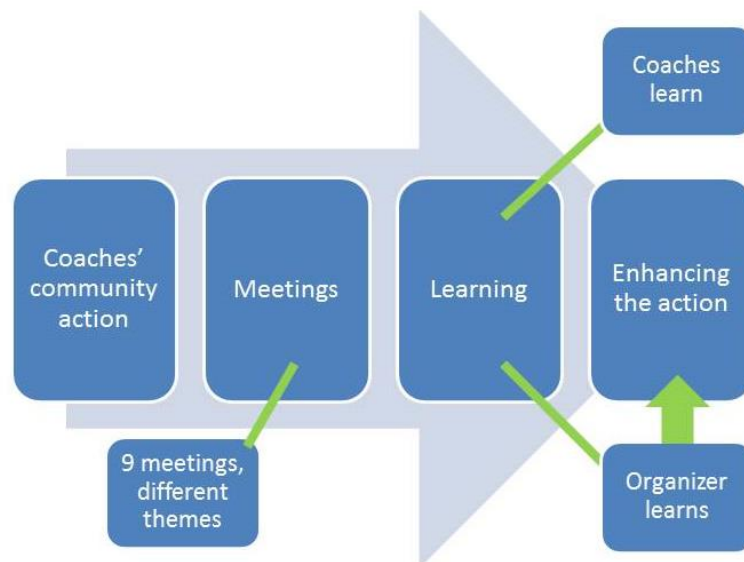 Coaches
learn
Coaches'
community
action
Meetings
Learning
Enhancing
the action
9 meetings,
different
themes
Organizer
learns